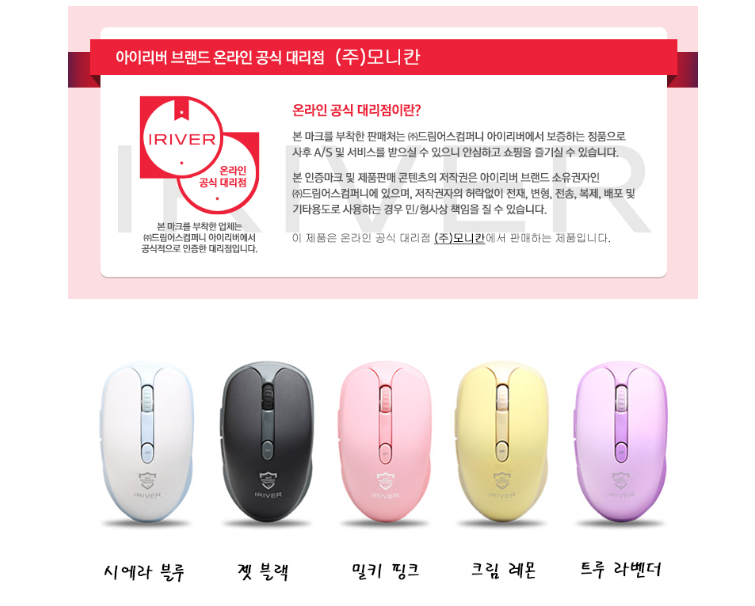 아이리버 브랜드 온라인 공식 대리점 (주)모니칸
IRIVER
온라인
공식 대리점
본 마크를 부착한 업체는
㈜드림어스컴퍼니 아이리버에서
공식적으로 인증한 대리점입니다.
온라인 공식 대리점이란?
본 마크를 부착한 판매처는 ㈜드림어스컴퍼니 아이리버에서 보증하는 정품으로
사후 A/S 및 서비스를 받으실 수 있으니 안심하고 쇼핑을 즐기실 수 있습니다.
본 인증마크 및 제품판매 콘텐츠의 저작권은 아이리버 브랜드 소유권자인
㈜드림어스컴퍼니에 있으며, 저작권자의 허락없이 전재, 변형, 전송, 복제, 배포 및
기타용도로 사용하는 경우 민/형사상 책임을 질 수 있습니다.
이 제품은 온라인 공식 대리점 (주)모니칸에서 판매하는 제품입니다.
IRIVER
IRIVER
IRIVER
IRIVER
IRIVER
IRIVER
시에라 블루
젯 블랙
밀키 핑크
크림 레몬
트루 라벤더